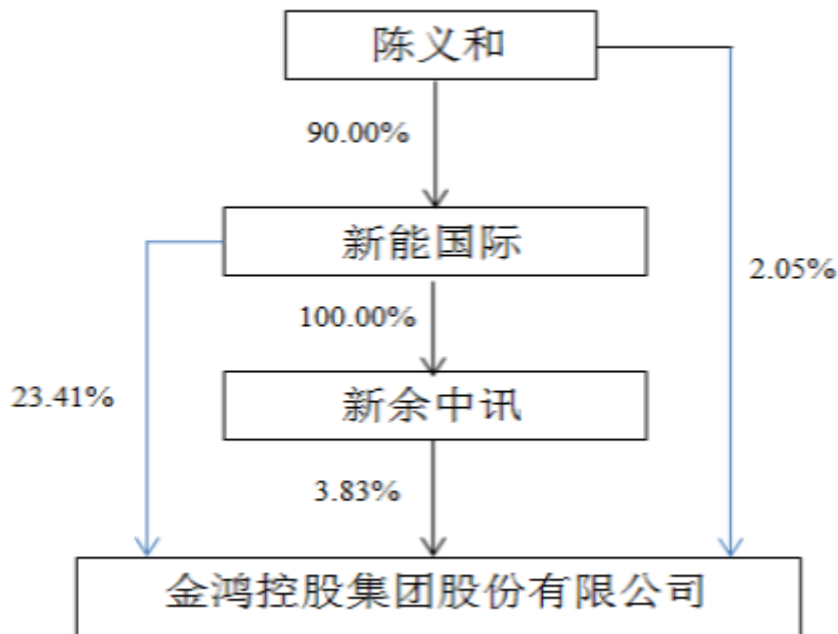 陈义和
90.00%
新能国际
2.05%
100.00%
23.41%
新余中讯
3.83%
金鸿控股集团股份有限公司